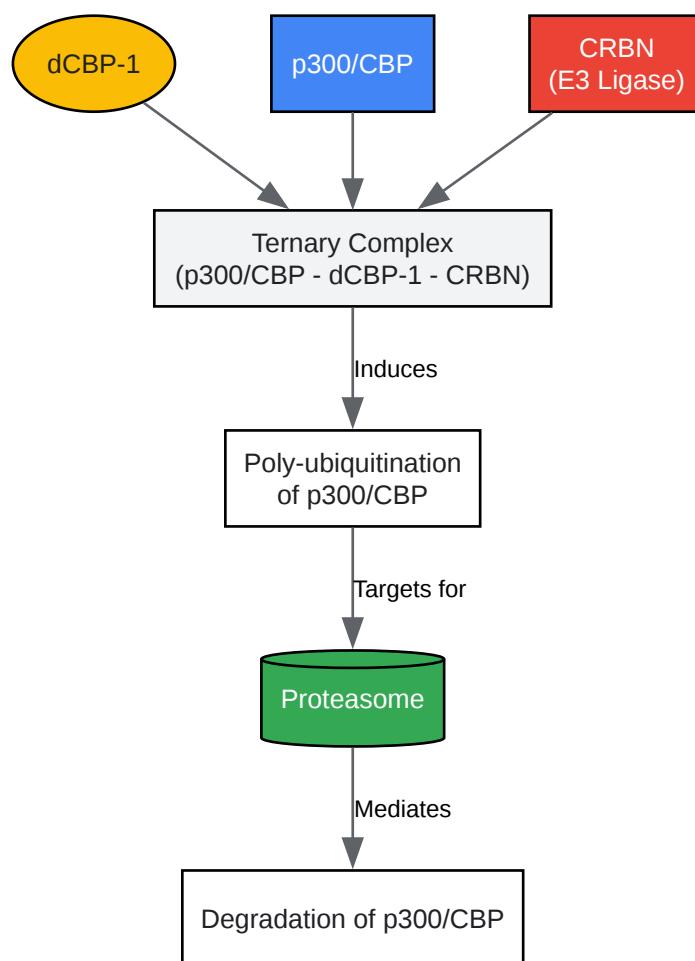 dCBP-1
p300/CBP
CRBN
(E3 Ligase)
Ternary Complex
(p300/CBP - dCBP-1 - CRBN)
Induces
Poly-ubiquitination
of p300/CBP
Targets for
Proteasome
Mediates
Degradation of p300/CBP